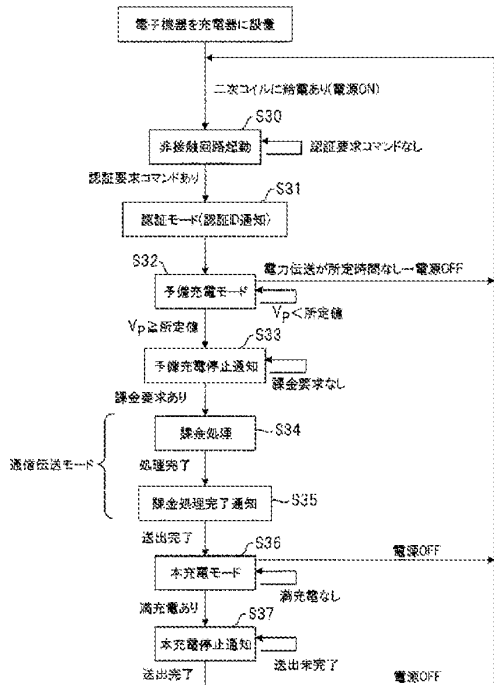 電子機器を充電器に設置
二次コイルに給電あり(電源ON)
S30
非接触回路起動
認証要求コマンドなし
認証要求コマンドあり
S31
認証モード(認証ID通知)
S32
電力伝送が所定時間なし→電源OFF
予備充電モード
VP≧所定値
VP<所定値
S33
予備充電停止通知
課金要求なし
課金要求あり
通信伝送モード
課金処理
S34
処理完了
課金処理完了通知
S35
送出完了
S36
電源OFF
本充電モード
満充電なし
満充電あり
S37
本充電停止通知
送出未完了
送出完了
電源OFF